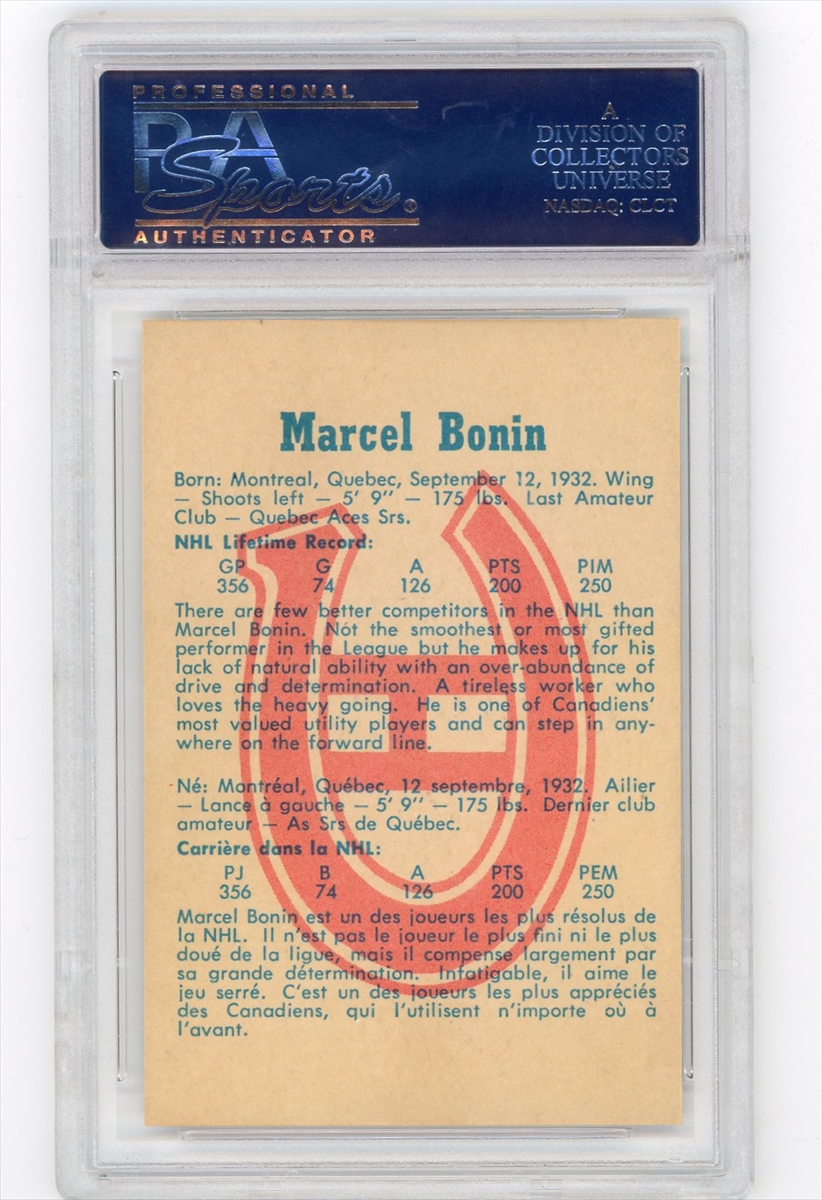 PROFESSIONAL
PSA
Sports®
AUTHENTICATOR
A
DIVISION OF
COLLECTORS
UNIVERSE
NASDAQ: CLCT
Marcel Bonin
Born: Montreal, Quebec, September 12, 1932. Wing
— Shoots left — 5' 9" — 175 lbs. Last Amateur
Club — Quebec Aces Srs.
NHL Lifetime Record:
GP G A PTS PIM
356 74 126 200 250
There are few better competitors in the NHL than
Marcel Bonin. Not the smoothest or most gifted
performer in the League but he makes up for his
lack of natural ability with an over-abundance of
drive and determination. A tireless worker who
loves the heavy going. He is one of Canadiens'
most valued utility players and can step in any-
where on the forward line.
Né: Montréal, Québec, 12 septembre, 1932. Ailier
— Lance à gauche — 5' 9" — 175 lbs. Dernier club
amateur — As Srs de Québec.
Carrière dans la NHL:
PJ B A PTS PEM
356 74 126 200 250
Marcel Bonin est un des joueurs les plus résolus de
la NHL. Il n'est pas le joueur le plus fini ni le plus
doué de la ligue, mais il compense largement par
sa grande détermination. Infatigable, il aime le
jeu serré. C'est un des joueurs les plus appréciés
des Canadiens, qui l'utilisent n'importe où à
l'avant.